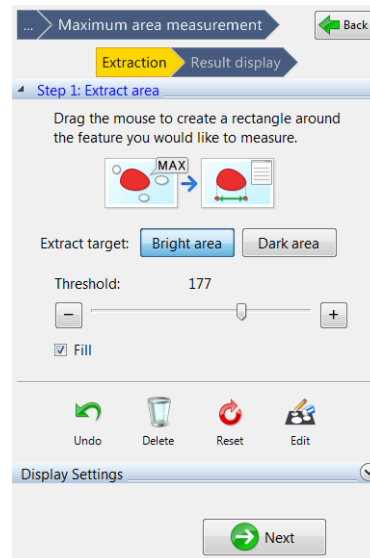 ... Maximum area measurement Back
Extraction Result display
Step 1: Extract area
Drag the mouse to create a rectangle around
the feature you would like to measure.
MAX
Extract target: Bright area Dark area
Threshold: 177
− +
Fill
Undo Delete Reset Edit
Display Settings
Next